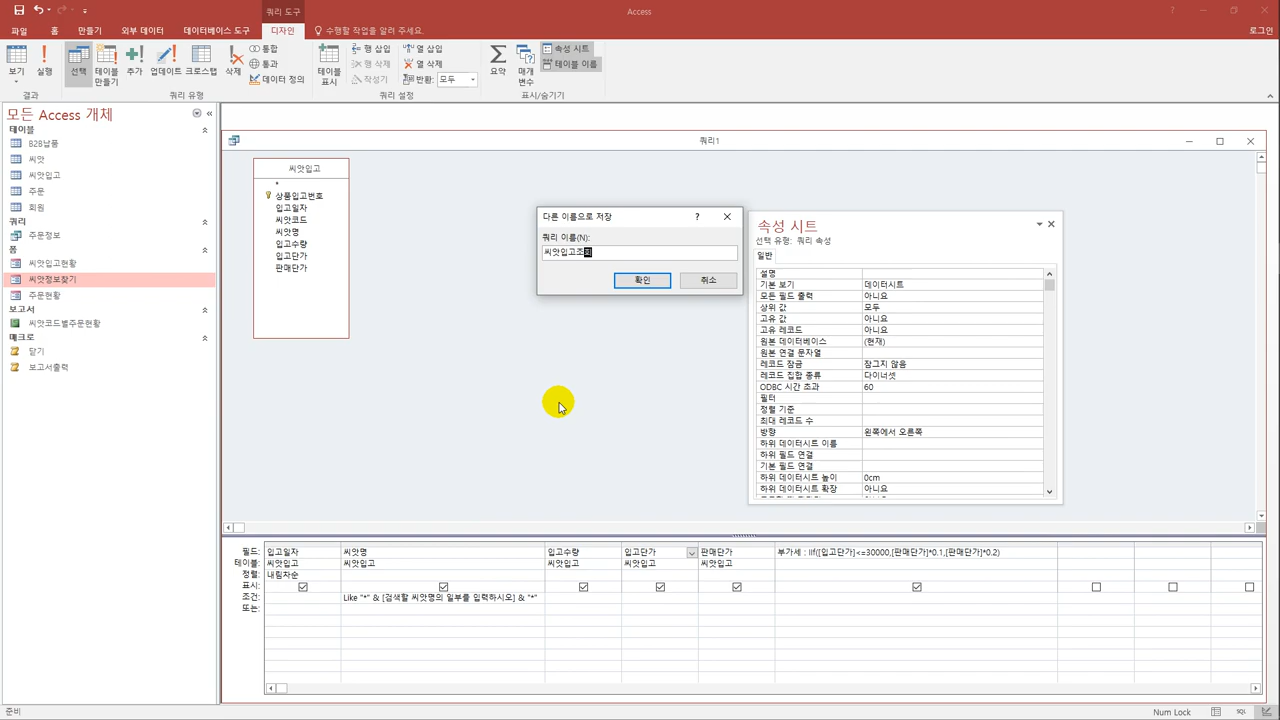 쿼리 도구
Access
파일
홈
만들기
외부 데이터
데이터베이스 도구
디자인
수행할 작업을 알려 주세요.
로그인
보기
실행
선택
테이블
만들기
추가
업데이트
크로스탭
삭제
통합
통과
데이터 정의
테이블
표시
행 삽입
행 삭제
작성기
열 삽입
열 삭제
반환: 모두
요약
매개
변수
속성 시트
테이블 이름
결과
쿼리 유형
쿼리 설정
표시/숨기기
모든 Access 개체
테이블
B2B납품
씨앗
씨앗입고
주문
회원
쿼리
주문정보
폼
씨앗입고현황
씨앗정보찾기
주문현황
보고서
씨앗코드별주문현황
매크로
닫기
보고서출력
쿼리1
씨앗입고
*
상품입고번호
입고일자
씨앗코드
씨앗명
입고수량
입고단가
판매단가
다른 이름으로 저장
쿼리 이름(N):
씨앗입고조회
확인
취소
속성 시트
선택 유형: 쿼리 속성
일반
설명
기본 보기 데이터시트
모든 필드 출력 아니요
상위 값 모두
고유 값 아니요
고유 레코드 아니요
원본 데이터베이스 (현재)
원본 연결 문자열
레코드 잠금 잠그지 않음
레코드 집합 종류 다이너셋
ODBC 시간 초과 60
필터
정렬 기준
최대 레코드 수
방향 왼쪽에서 오른쪽
하위 데이터시트 이름
하위 필드 연결
기본 필드 연결
하위 데이터시트 높이 0cm
하위 데이터시트 확장 아니요
필드: 입고일자 씨앗명 입고수량 입고단가 판매단가 부가세 : IIf([입고단가]<=30000,[판매단가]*0.1,[판매단가]*0.2)
테이블: 씨앗입고 씨앗입고 씨앗입고 씨앗입고 씨앗입고
정렬: 내림차순
표시:
조건: Like "*" & [검색할 씨앗명의 일부를 입력하시오] & "*"
또는:
준비
Num Lock
SQL